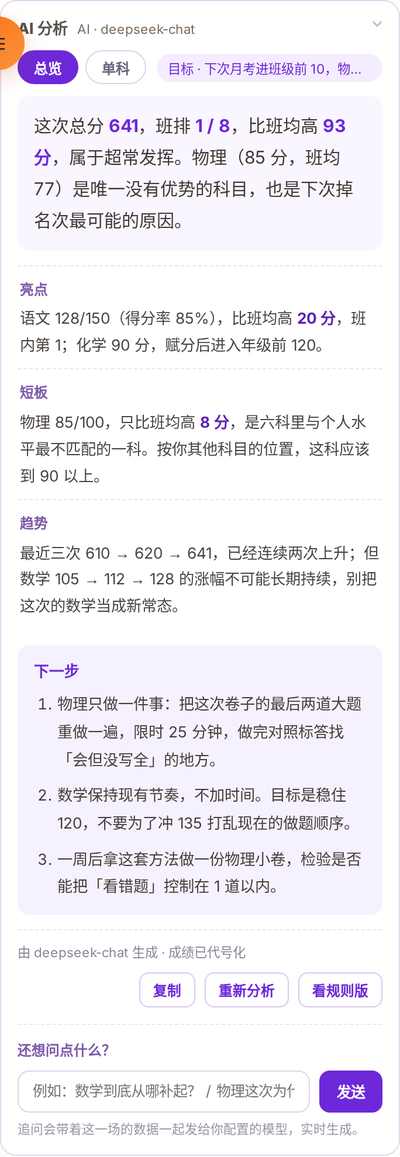 AI 分析 AI · deepseek-chat
总览 单科 目标 · 下次月考进班级前 10，物...
这次总分 641，班排 1 / 8，比班均高 93
分，属于超常发挥。物理（85 分，班均
77）是唯一没有优势的科目，也是下次掉
名次最可能的原因。
亮点
语文 128/150（得分率 85%），比班均高 20 分，班
内第 1；化学 90 分，赋分后进入年级前 120。
短板
物理 85/100，只比班均高 8 分，是六科里与个人水
平最不匹配的一科。按你其他科目的位置，这科应该
到 90 以上。
趋势
最近三次 610 → 620 → 641，已经连续两次上升；但
数学 105 → 112 → 128 的涨幅不可能长期持续，别把
这次的数学当成新常态。
下一步
1. 物理只做一件事：把这次卷子的最后两道大题
重做一遍，限时 25 分钟，做完对照标答找
「会但没写全」的地方。
2. 数学保持现有节奏，不加时间。目标是稳住
120，不要为了冲 135 打乱现在的做题顺序。
3. 一周后拿这套方法做一份物理小卷，检验是否
能把「看错题」控制在 1 道以内。
由 deepseek-chat 生成 · 成绩已代号化
复制 重新分析 看规则版
还想问点什么？
例如：数学到底从哪补起？ / 物理这次为什 发送
追问会带着这一场的数据一起发给你配置的模型，实时生成。